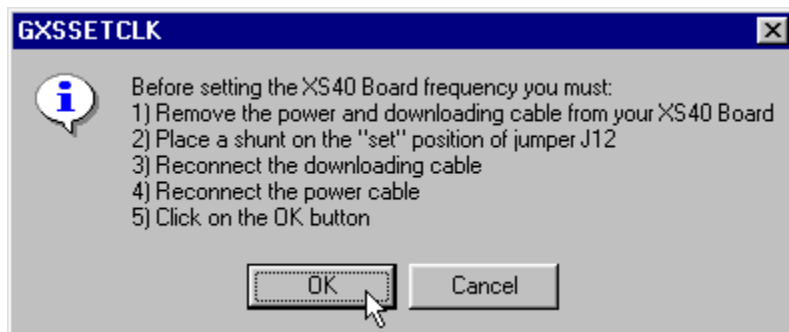 GXSSETCLK
Before setting the XS40 Board frequency you must:
1) Remove the power and downloading cable from your XS40 Board
2) Place a shunt on the "set" position of jumper J12
3) Reconnect the downloading cable
4) Reconnect the power cable
5) Click on the OK button
OK Cancel